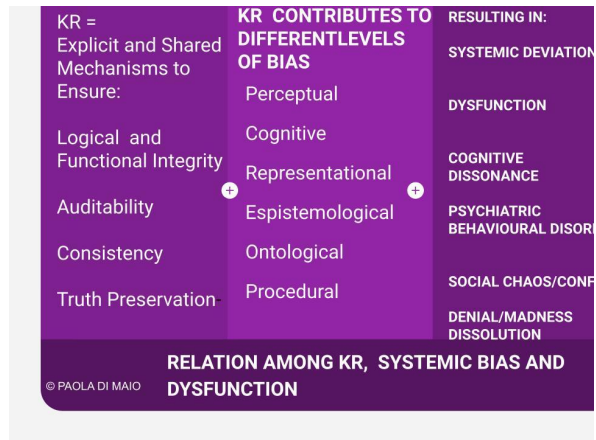 KR =
Explicit and Shared
Mechanisms to
Ensure:
Logical and
Functional Integrity
Auditability
Consistency
Truth Preservation-
KR CONTRIBUTES TO
DIFFERENTLEVELS
OF BIAS
Perceptual
Cognitive
Representational
Espistemological
Ontological
Procedural
RESULTING IN:
SYSTEMIC DEVIATION
DYSFUNCTION
COGNITIVE
DISSONANCE
PSYCHIATRIC
BEHAVIOURAL DISOR
SOCIAL CHAOS/CONF
DENIAL/MADNESS
DISSOLUTION
RELATION AMONG KR, SYSTEMIC BIAS AND
DYSFUNCTION
© PAOLA DI MAIO